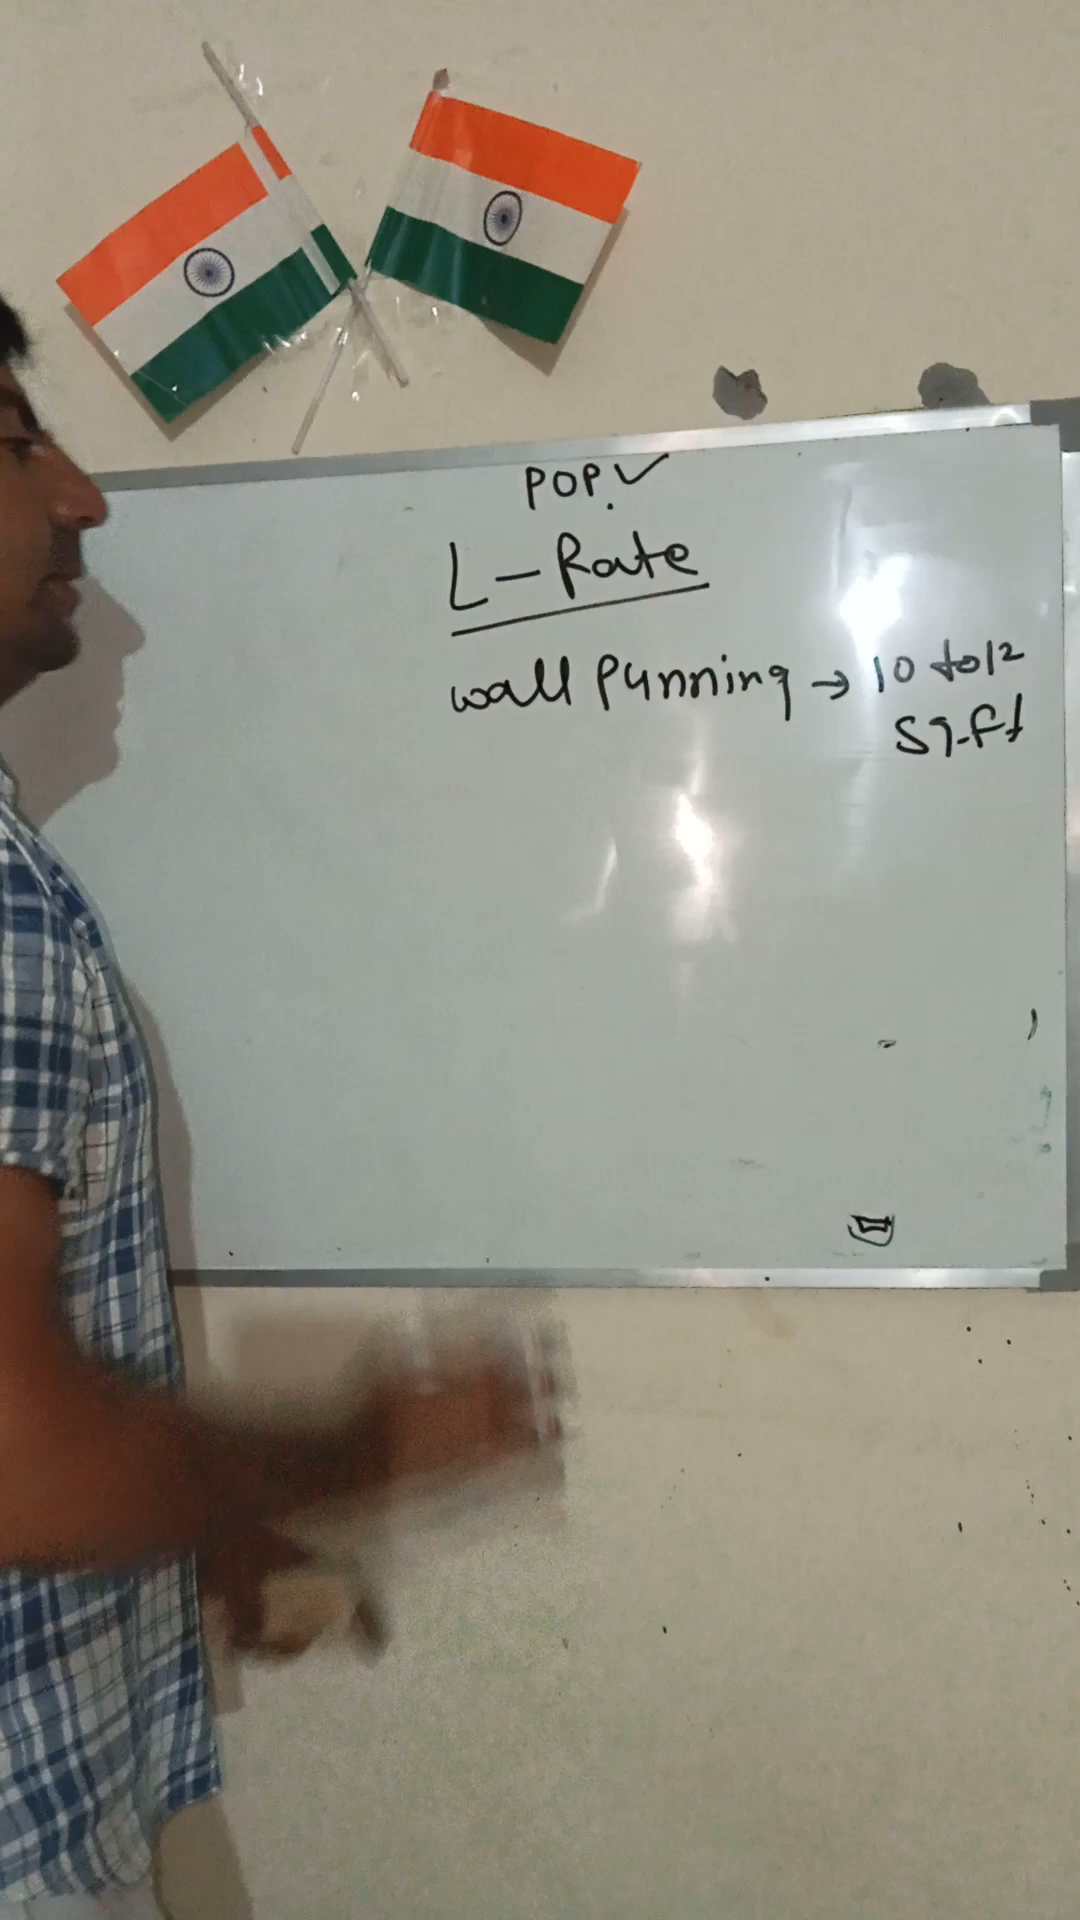 POP. ✓
L - Rate
wall Punning → 10 to 12
Sq.ft